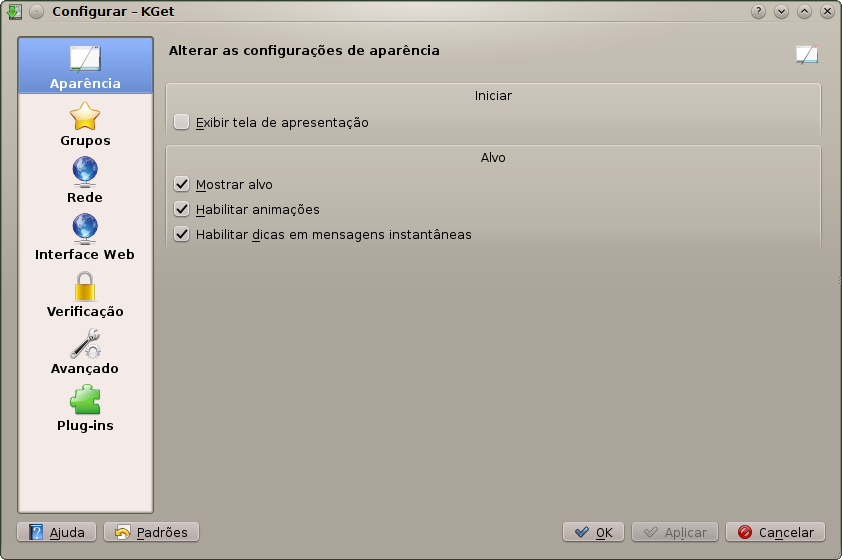 Configurar – KGet
Aparência
Grupos
Rede
Interface Web
Verificação
Avançado
Plug-ins
Alterar as configurações de aparência
Iniciar
Exibir tela de apresentação
Alvo
Mostrar alvo
Habilitar animações
Habilitar dicas em mensagens instantâneas
Ajuda
Padrões
OK
Aplicar
Cancelar